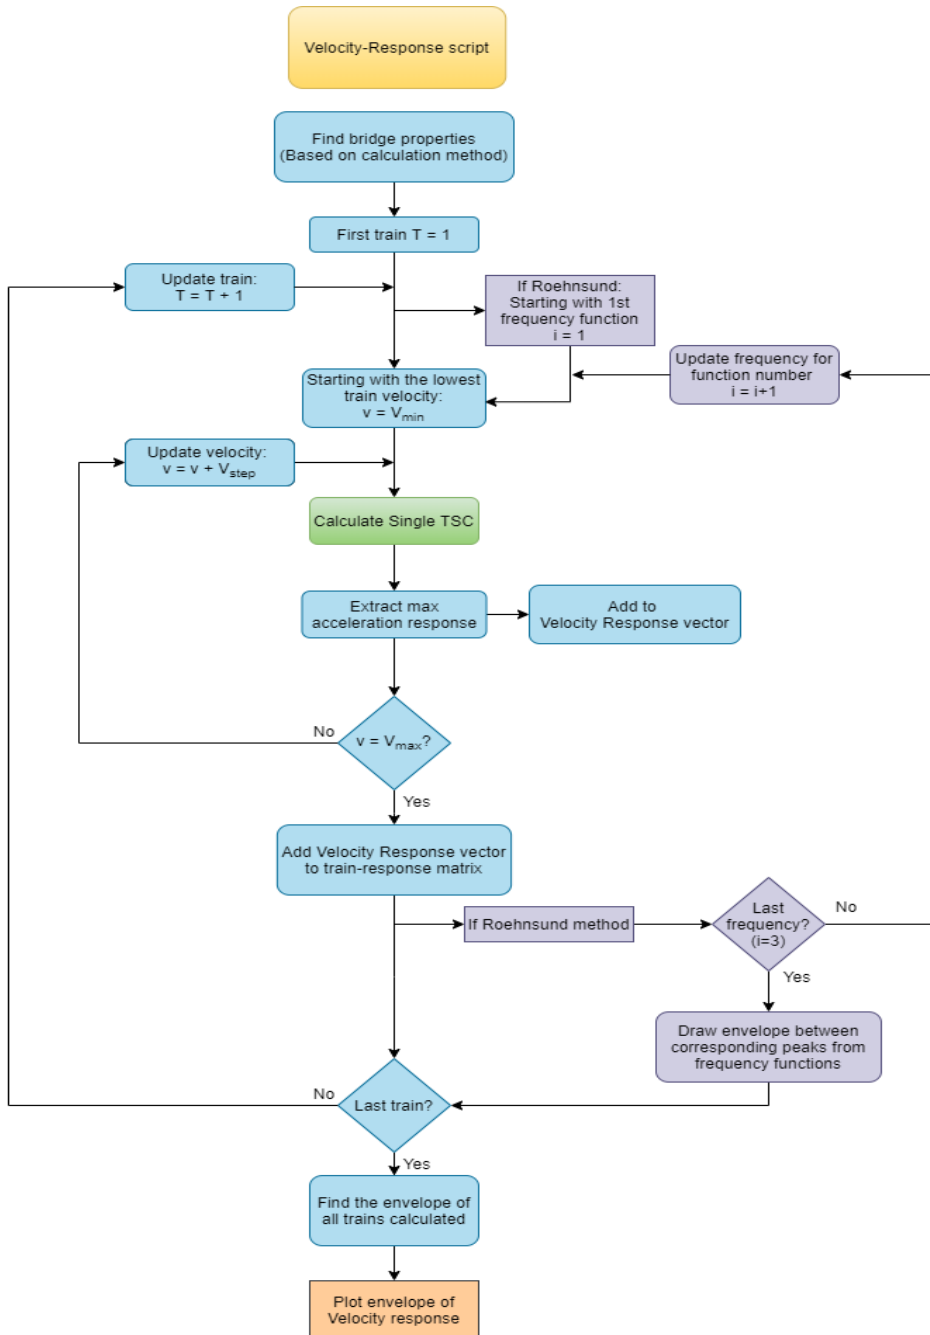 Velocity-Response script
Find bridge properties
(Based on calculation method)
First train T = 1
Update train:
T = T + 1
If Roehnsund:
Starting with 1st
frequency function
i = 1
Update frequency for
function number
i = i+1
Starting with the lowest
train velocity:
v = Vmin
Update velocity:
v = v + Vstep
Calculate Single TSC
Extract max
acceleration response
Add to
Velocity Response vector
No
v = Vmax?
Yes
Add Velocity Response vector
to train-response matrix
If Roehnsund method
Last
frequency?
(i=3)
No
Yes
Draw envelope between
corresponding peaks from
frequency functions
No
Last train?
Yes
Find the envelope of
all trains calculated
Plot envelope of
Velocity response